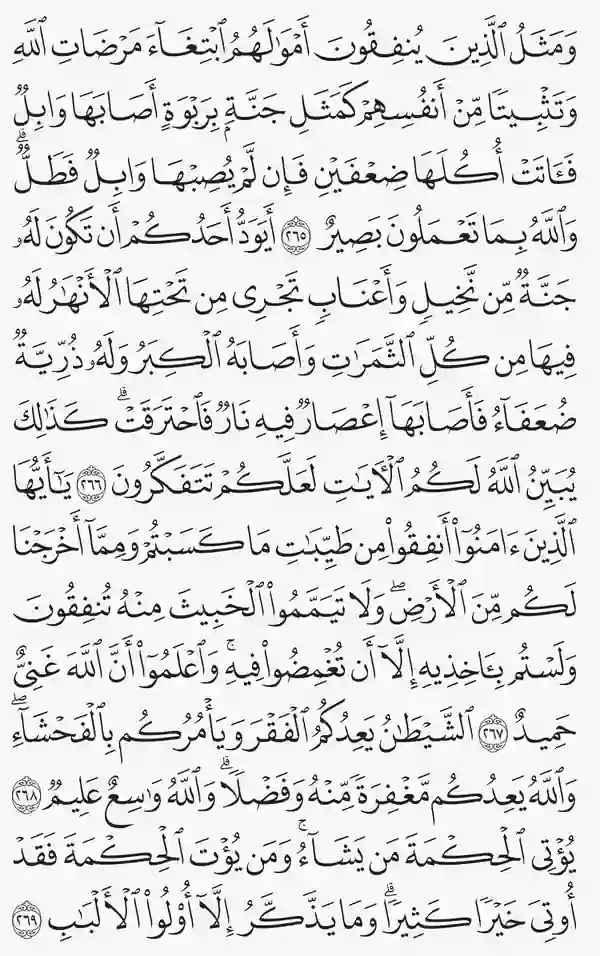 وَمَثَلُ ٱلَّذِينَ يُنفِقُونَ أَمۡوَٰلَهُمُ ٱبۡتِغَآءَ مَرۡضَاتِ ٱللَّهِ
وَتَثۡبِيتٗا مِّنۡ أَنفُسِهِمۡ كَمَثَلِ جَنَّةِۭ بِرَبۡوَةٍ أَصَابَهَا وَابِلٞ
فَـَٔاتَتۡ أُكُلَهَا ضِعۡفَيۡنِ فَإِن لَّمۡ يُصِبۡهَا وَابِلٞ فَطَلّٞۗ
وَٱللَّهُ بِمَا تَعۡمَلُونَ بَصِيرٌ ٢٦٥ أَيَوَدُّ أَحَدُكُمۡ أَن تَكُونَ لَهُۥ
جَنَّةٞ مِّن نَّخِيلٖ وَأَعۡنَابٖ تَجۡرِي مِن تَحۡتِهَا ٱلۡأَنۡهَٰرُ لَهُۥ
فِيهَا مِن كُلِّ ٱلثَّمَرَٰتِ وَأَصَابَهُ ٱلۡكِبَرُ وَلَهُۥ ذُرِّيَّةٞ
ضُعَفَآءُ فَأَصَابَهَآ إِعۡصَارٞ فِيهِ نَارٞ فَٱحۡتَرَقَتۡۗ كَذَٰلِكَ
يُبَيِّنُ ٱللَّهُ لَكُمُ ٱلۡأٓيَٰتِ لَعَلَّكُمۡ تَتَفَكَّرُونَ ٢٦٦ يَٰٓأَيُّهَا
ٱلَّذِينَ ءَامَنُوٓاْ أَنفِقُواْ مِن طَيِّبَٰتِ مَا كَسَبۡتُمۡ وَمِمَّآ أَخۡرَجۡنَا
لَكُم مِّنَ ٱلۡأَرۡضِۖ وَلَا تَيَمَّمُواْ ٱلۡخَبِيثَ مِنۡهُ تُنفِقُونَ
وَلَسۡتُم بِـَٔاخِذِيهِ إِلَّآ أَن تُغۡمِضُواْ فِيهِۚ وَٱعۡلَمُوٓاْ أَنَّ ٱللَّهَ غَنِيٌّ
حَمِيدٌ ٢٦٧ ٱلشَّيۡطَٰنُ يَعِدُكُمُ ٱلۡفَقۡرَ وَيَأۡمُرُكُم بِٱلۡفَحۡشَآءِۖ
وَٱللَّهُ يَعِدُكُم مَّغۡفِرَةٗ مِّنۡهُ وَفَضۡلٗاۗ وَٱللَّهُ وَٰسِعٌ عَلِيمٞ ٢٦٨
يُؤۡتِي ٱلۡحِكۡمَةَ مَن يَشَآءُۚ وَمَن يُؤۡتَ ٱلۡحِكۡمَةَ فَقَدۡ
أُوتِيَ خَيۡرٗا كَثِيرٗاۗ وَمَا يَذَّكَّرُ إِلَّآ أُوْلُواْ ٱلۡأَلۡبَٰبِ ٢٦٩